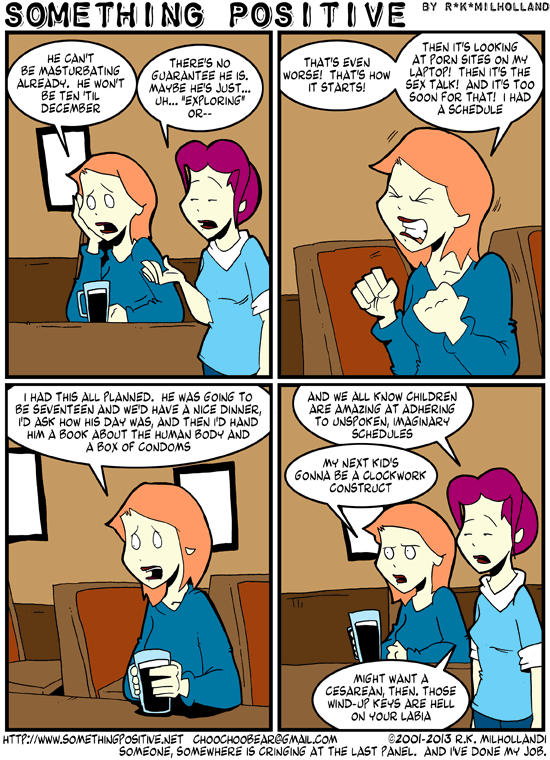 SOMETHING POSITIVE BY R*K*MILHOLLAND
HE CAN'T
BE MASTURBATING
ALREADY. HE WON'T
BE TEN 'TIL
DECEMBER
THERE'S NO
GUARANTEE HE IS.
MAYBE HE'S JUST...
UH... "EXPLORING"
OR--
THAT'S EVEN
WORSE! THAT'S HOW
IT STARTS!
THEN IT'S LOOKING
AT PORN SITES ON MY
LAPTOP! THEN IT'S THE
SEX TALK! AND IT'S TOO
SOON FOR THAT! I HAD
A SCHEDULE
I HAD THIS ALL PLANNED. HE WAS GOING TO
BE SEVENTEEN AND WE'D HAVE A NICE DINNER,
I'D ASK HOW HIS DAY WAS, AND THEN I'D HAND
HIM A BOOK ABOUT THE HUMAN BODY AND
A BOX OF CONDOMS
AND WE ALL KNOW CHILDREN
ARE AMAZING AT ADHERING
TO UNSPOKEN, IMAGINARY
SCHEDULES
MY NEXT KID'S
GONNA BE A CLOCKWORK
CONSTRUCT
MIGHT WANT A
CESAREAN, THEN. THOSE
WIND-UP KEYS ARE HELL
ON YOUR LABIA
HTTP://WWW.SOMETHINGPOSITIVE.NET CHOOCHOOBEAR@GMAIL.COM ©2001-2013 R.K. MILHOLLAND!
SOMEONE, SOMEWHERE IS CRINGING AT THE LAST PANEL. AND I'VE DONE MY JOB.